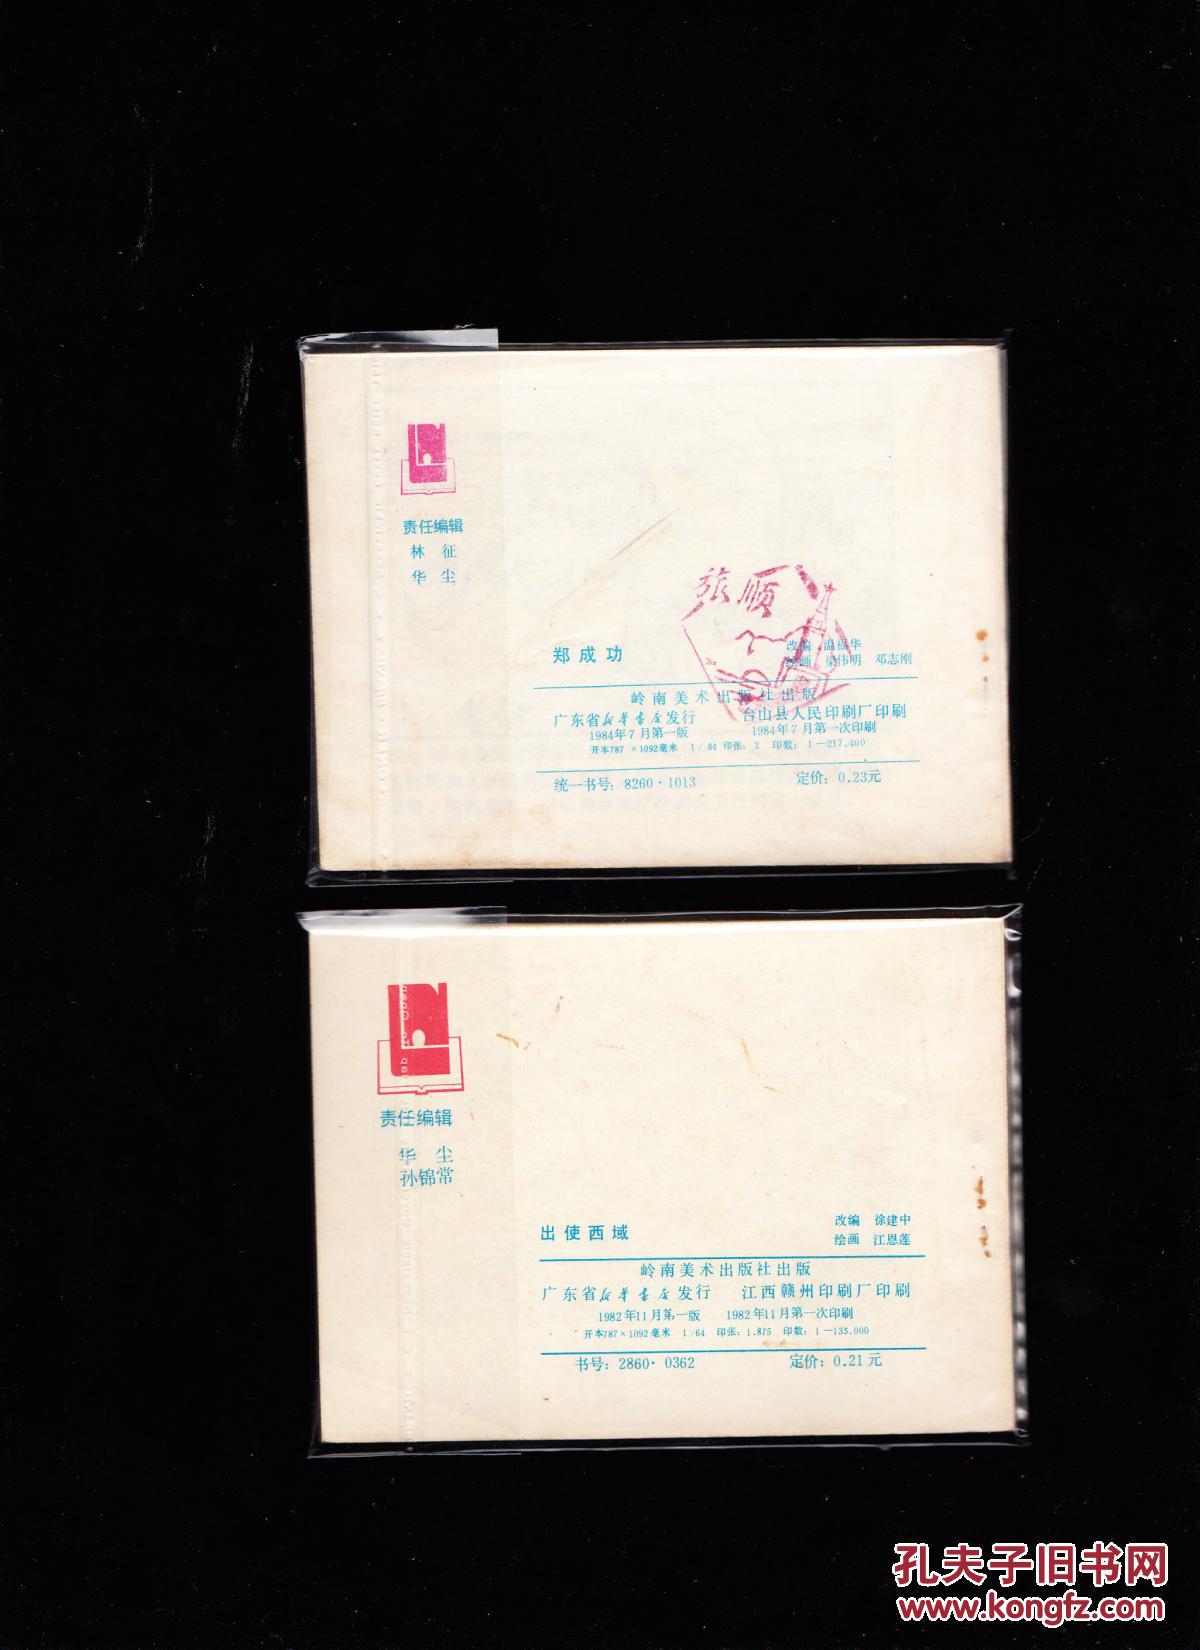 责任编辑
林 征
华 尘
张顺
郑成功
改编 温福华
绘画 梁伟明 邓志刚
岭南美术出版社出版
广东省新华书店发行 台山县人民印刷厂印刷
1984年7月第一版 1984年7月第一次印刷
开本787×1092毫米 1/64 印张:2 印数:1—217.400
统一书号:8260·1013 定价:0.23元
责任编辑
华 尘
孙锦常
出使西域
改编 徐建中
绘画 江恩莲
岭南美术出版社出版
广东省新华书店发行 江西赣州印刷厂印刷
1982年11月第一版 1982年11月第一次印刷
开本787×1092毫米 1/64 印张:1.875 印数:1—135.000
书号:2860·0362 定价:0.21元
孔夫子旧书网
www.kongfz.com